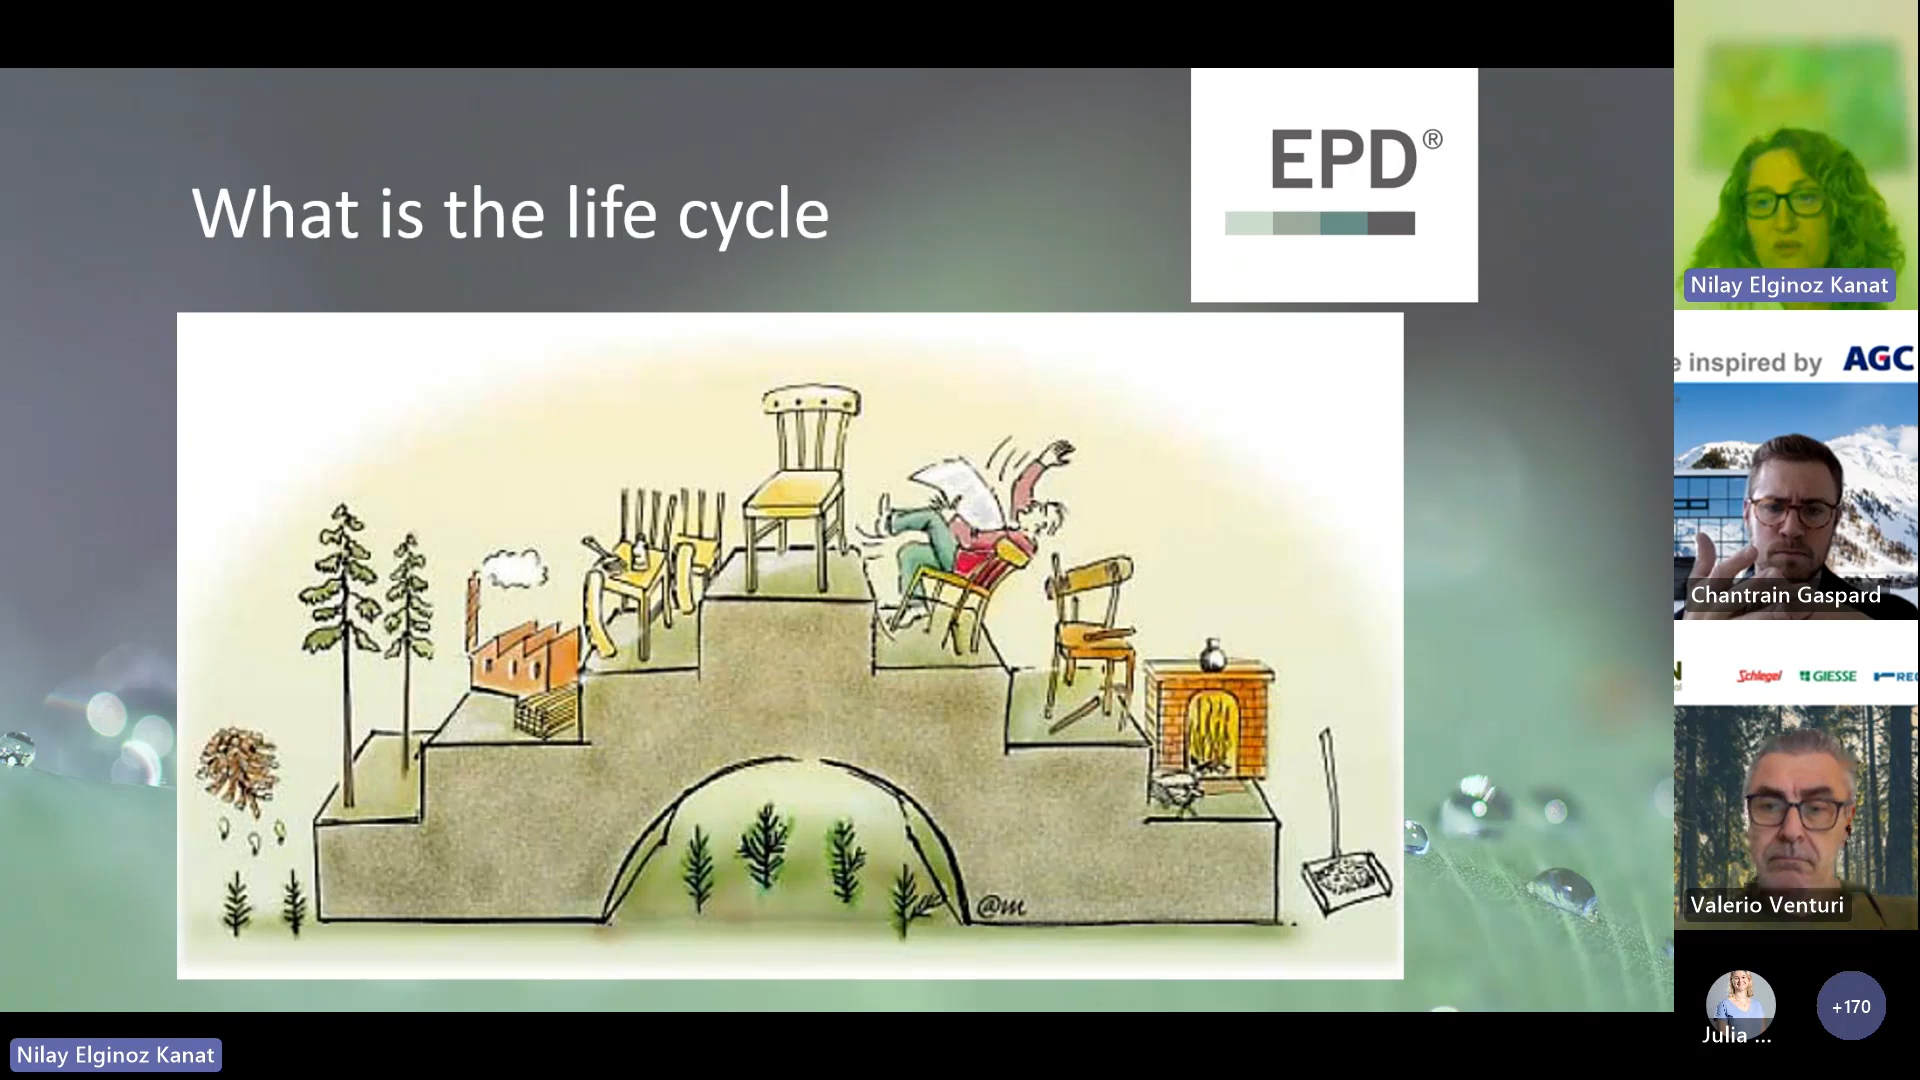 What is the life cycle
EPD®
@m
Nilay Elginoz Kanat
e inspired by AGC
Chantrain Gaspard
Schlegel GIESSE REG
Valerio Venturi
Julia ...
+170
Nilay Elginoz Kanat